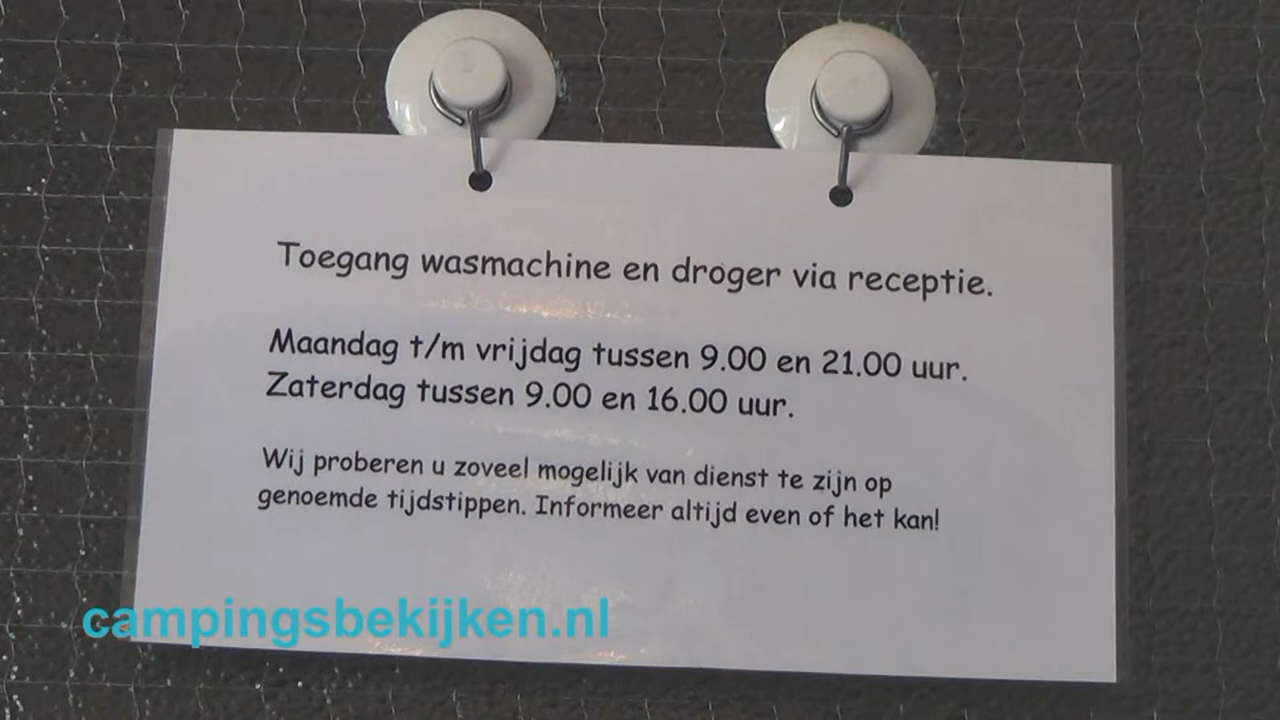 Toegang wasmachine en droger via receptie.
Maandag t/m vrijdag tussen 9.00 en 21.00 uur.
Zaterdag tussen 9.00 en 16.00 uur.
Wij proberen u zoveel mogelijk van dienst te zijn op
genoemde tijdstippen. Informeer altijd even of het kan!
campingsbekijken.nl